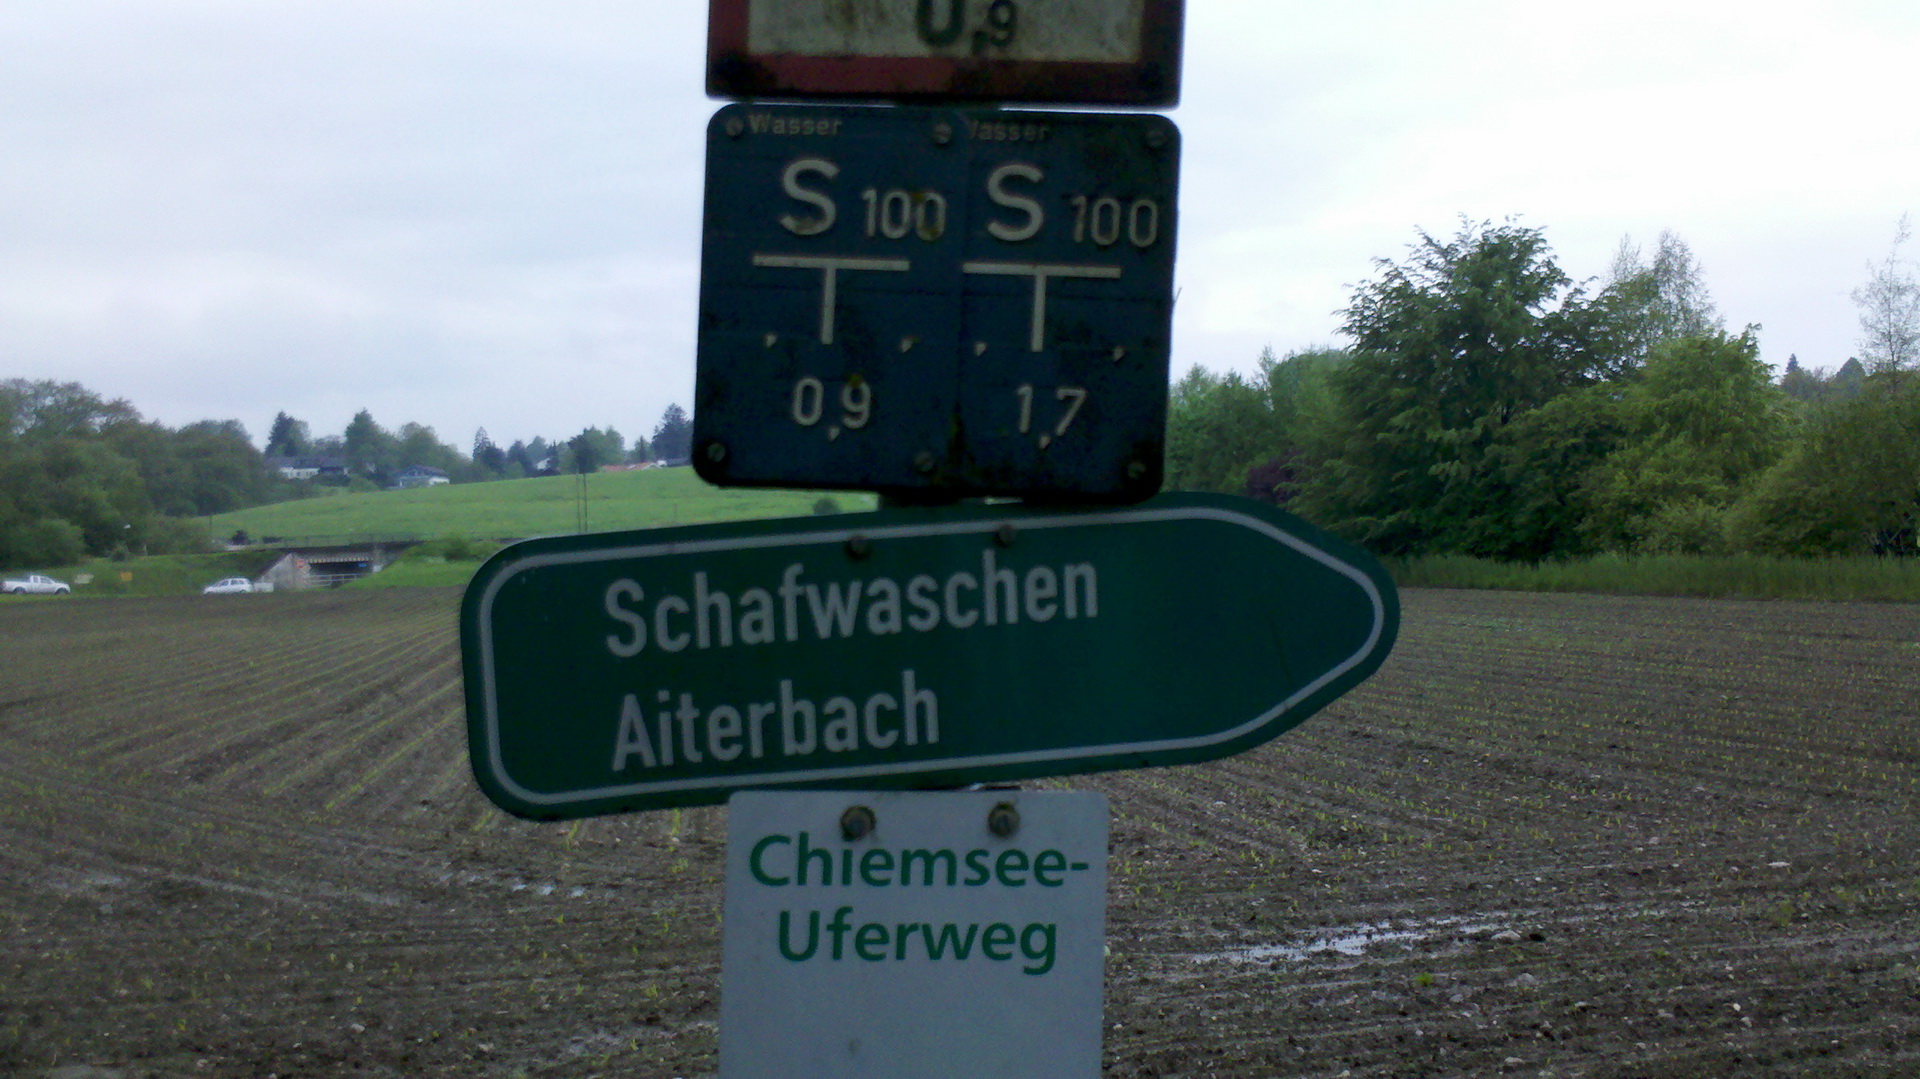 0,9
Wasser Wasser
S 100 S 100
0,9 1,7
Schafwaschen
Aiterbach
Chiemsee-
Uferweg